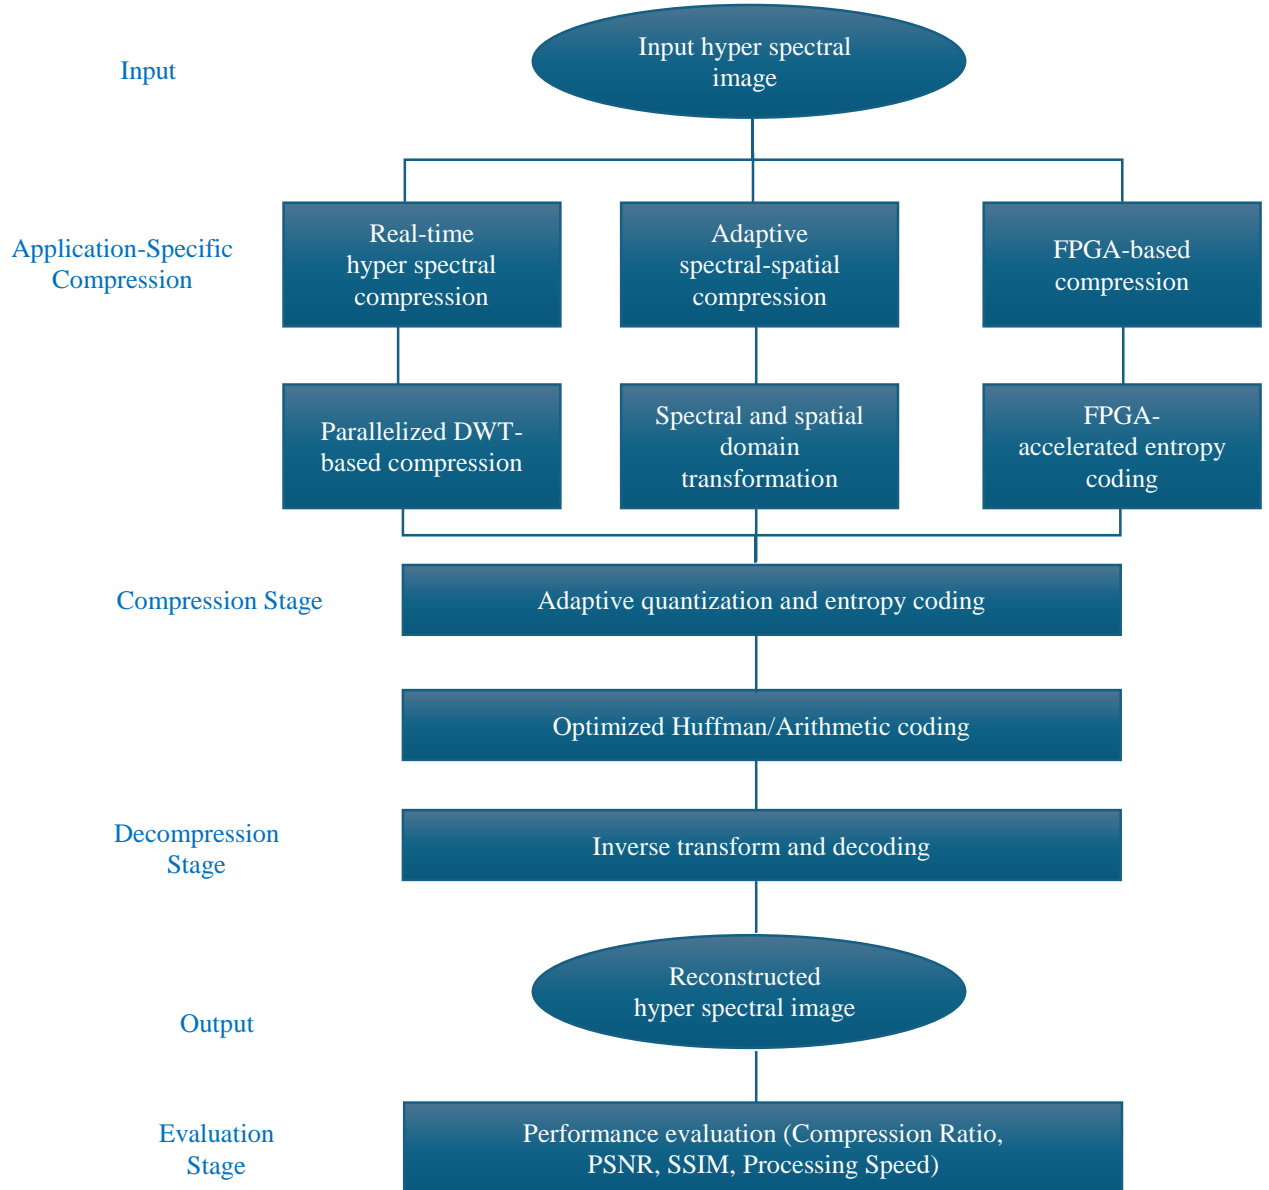 Input
Input hyper spectral
image
Application-Specific
Compression
Real-time
hyper spectral
compression
Adaptive
spectral-spatial
compression
FPGA-based
compression
Parallelized DWT-
based compression
Spectral and spatial
domain
transformation
FPGA-
accelerated entropy
coding
Compression Stage
Adaptive quantization and entropy coding
Optimized Huffman/Arithmetic coding
Decompression
Stage
Inverse transform and decoding
Output
Reconstructed
hyper spectral image
Evaluation
Stage
Performance evaluation (Compression Ratio,
PSNR, SSIM, Processing Speed)